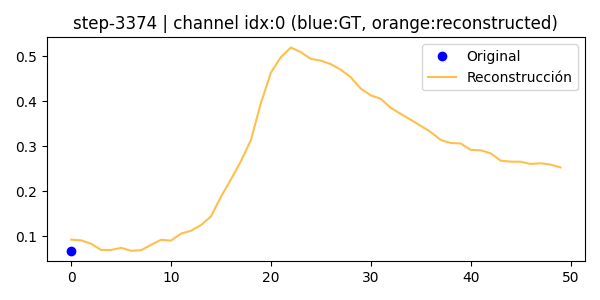 step-3374 | channel idx:0 (blue:GT, orange:reconstructed)
Original
Reconstrucción
0.5
0.4
0.3
0.2
0.1
0 10 20 30 40 50